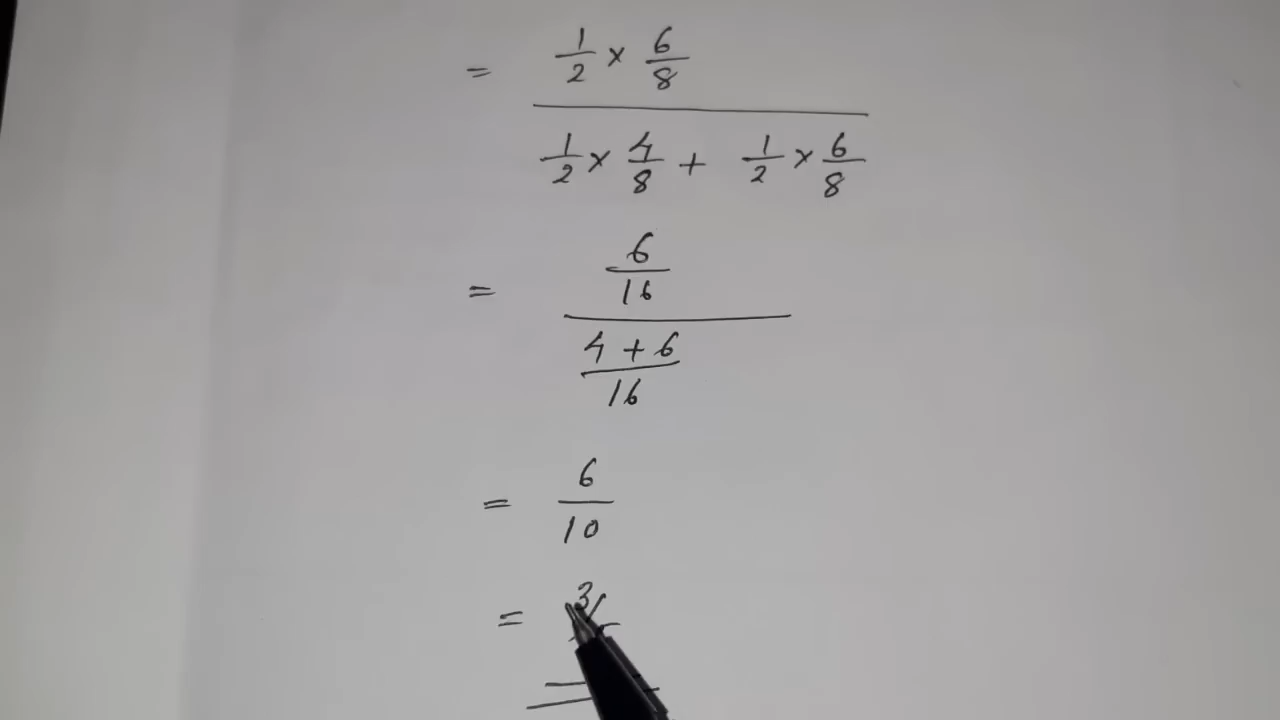 = 1/2 × 6/8
1/2 × 4/8 + 1/2 × 6/8
= 6/16
4 + 6/16
= 6/10
= 3/